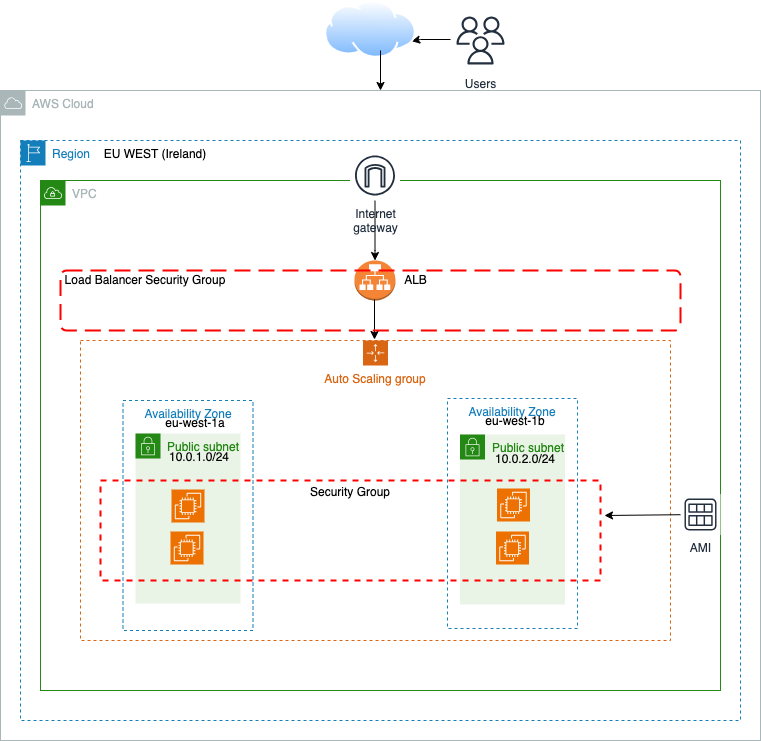 Users
AWS Cloud
Region EU WEST (Ireland)
VPC
Internet
gateway
Load Balancer Security Group
ALB
Auto Scaling group
Availability Zone
eu-west-1a
Public subnet
10.0.1.0/24
Availability Zone
eu-west-1b
Public subnet
10.0.2.0/24
Security Group
AMI